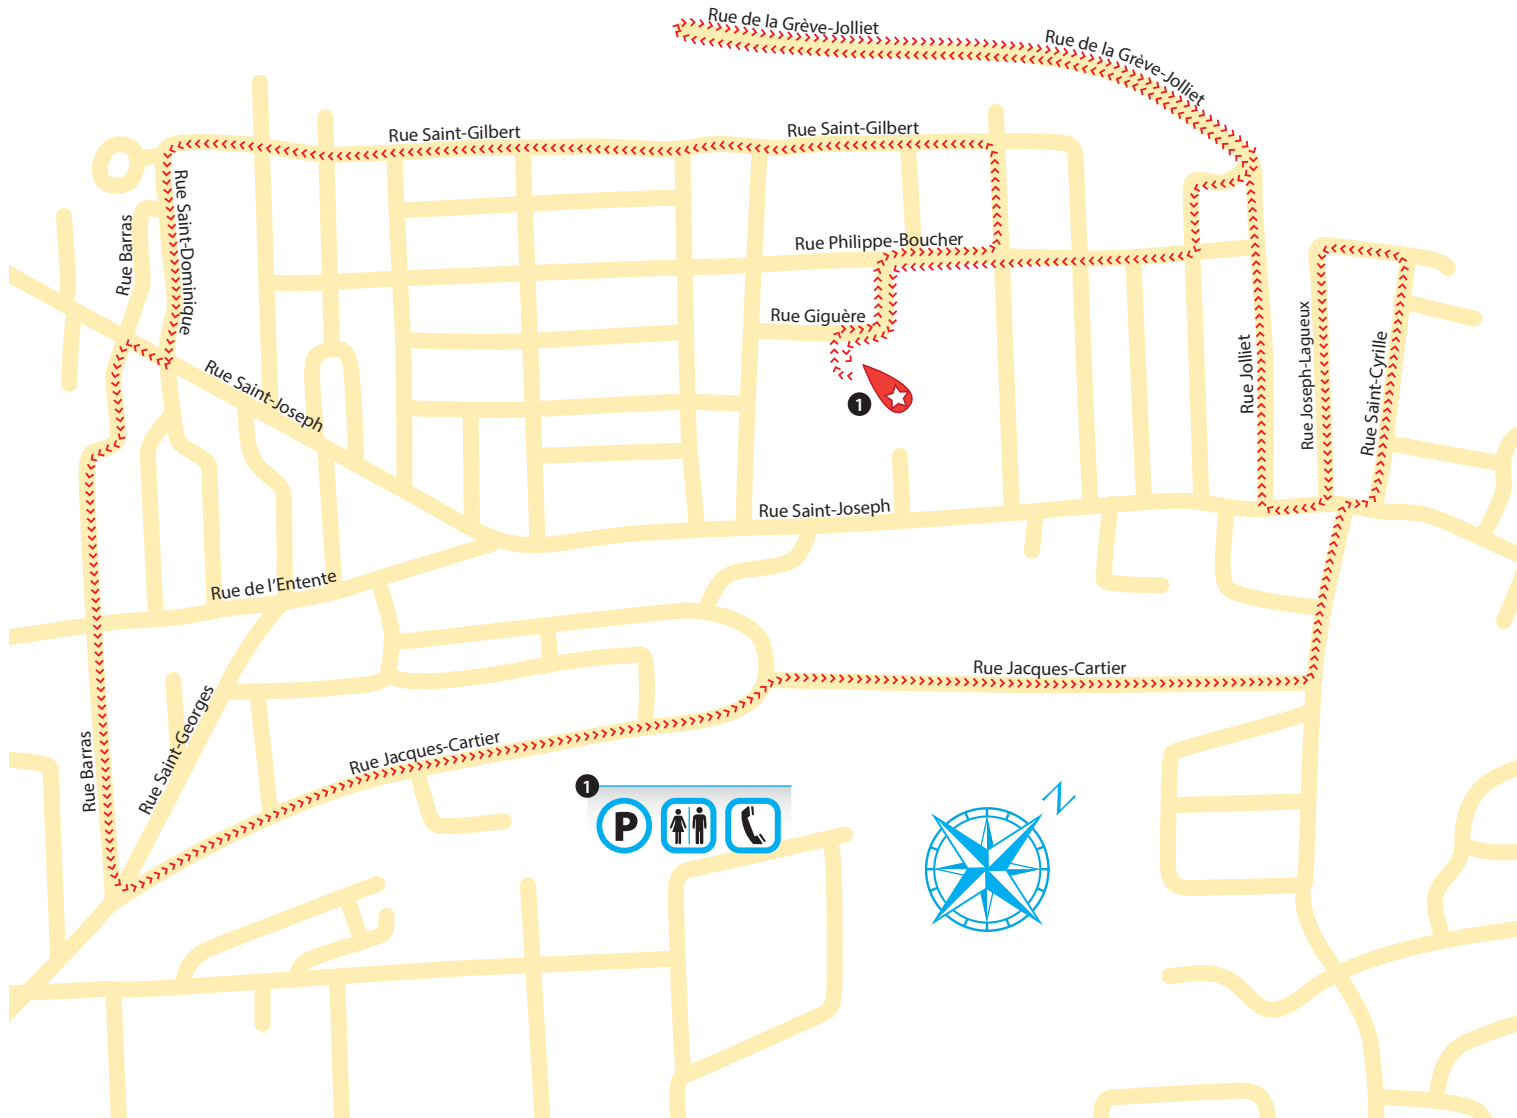 Rue de la Grève-Jolliet
Rue de la Grève-Jolliet
Rue Saint-Gilbert
Rue Saint-Gilbert
Rue Saint-Dominique
Rue Barras
Rue Philippe-Boucher
Rue Giguère
Rue Saint-Joseph
1
Rue Jolliet
Rue Joseph-Lagueux
Rue Saint-Cyrille
Rue Saint-Joseph
Rue de l’Entente
Rue Jacques-Cartier
Rue Saint-Georges
Rue Barras
Rue Jacques-Cartier
1
P
N